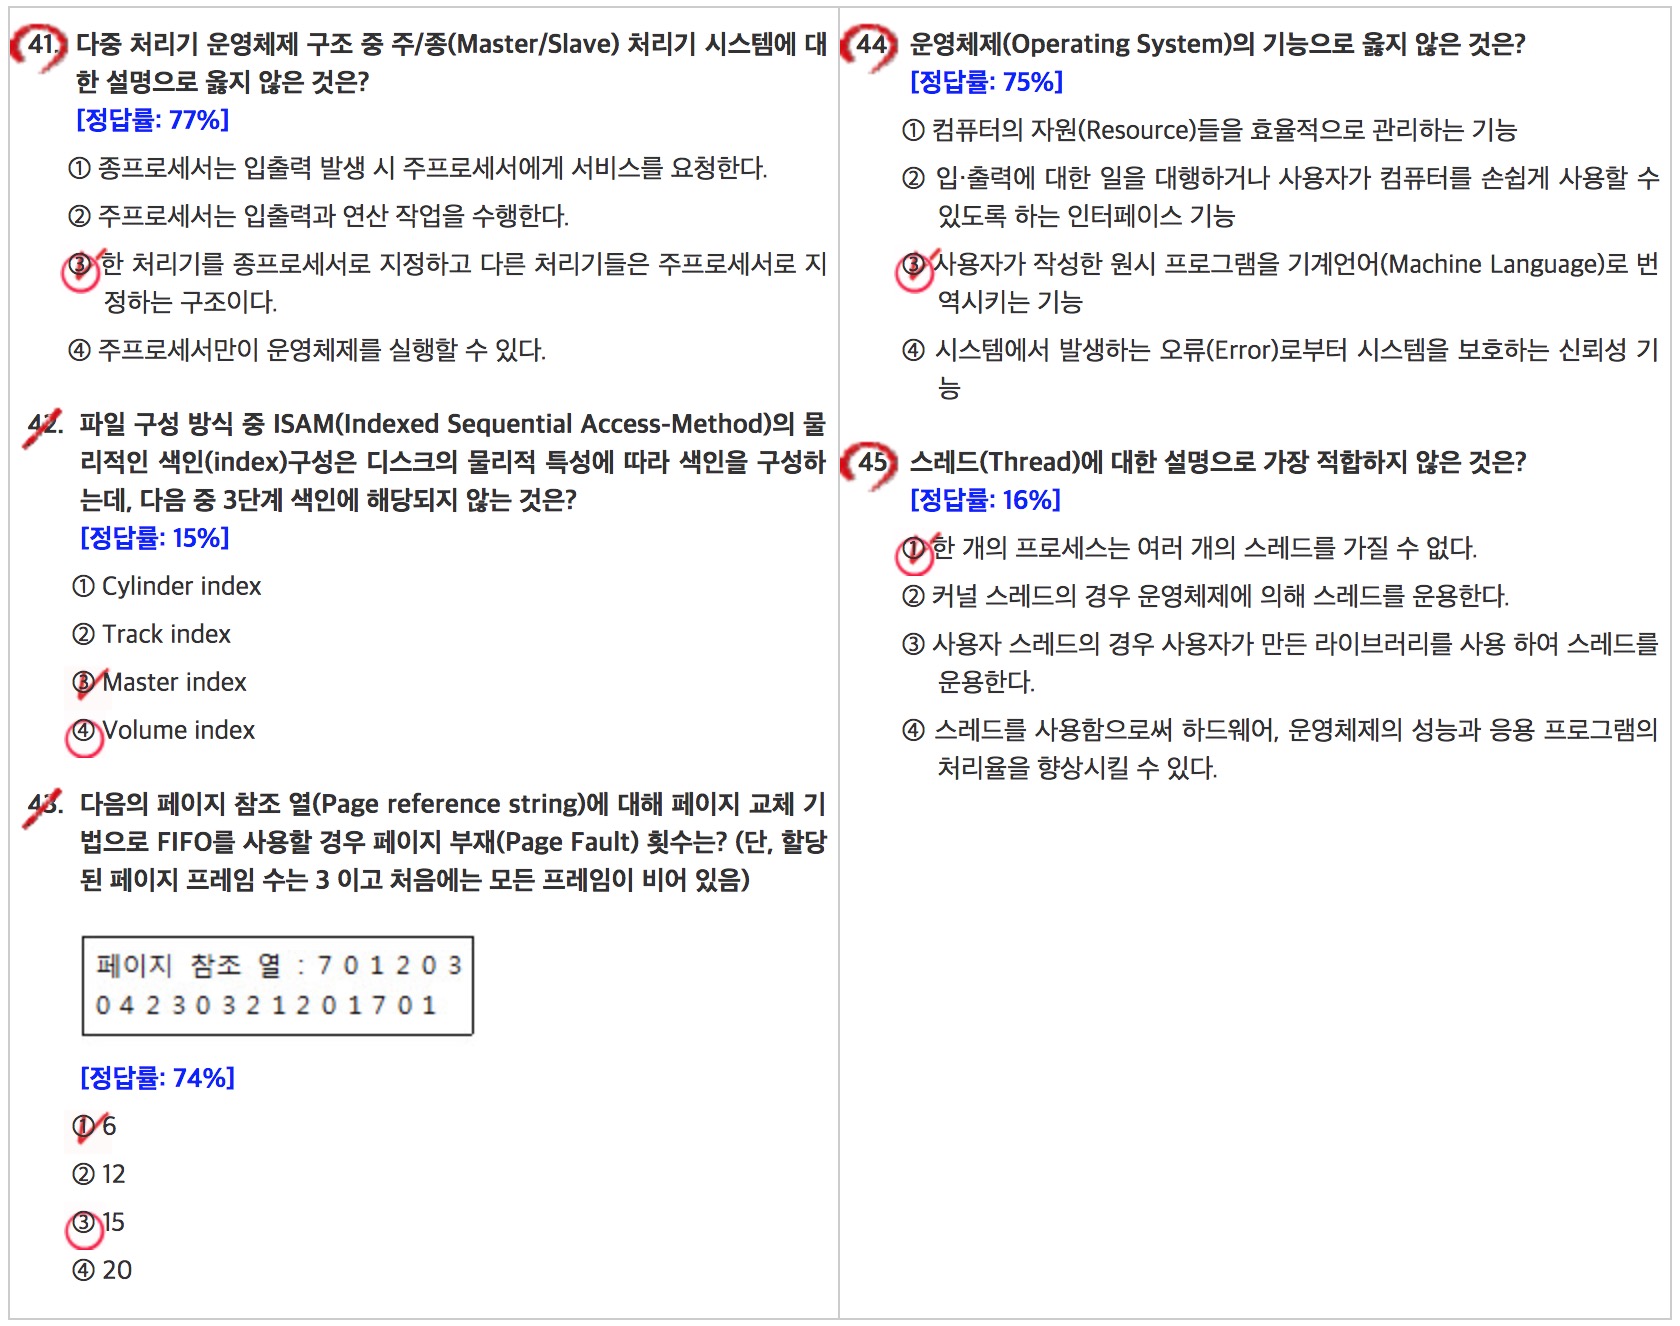 41. 다중 처리기 운영체제 구조 중 주/종(Master/Slave) 처리기 시스템에 대
한 설명으로 옳지 않은 것은?
[정답률: 77%]
① 종프로세서는 입출력 발생 시 주프로세서에게 서비스를 요청한다.
② 주프로세서는 입출력과 연산 작업을 수행한다.
③ 한 처리기를 종프로세서로 지정하고 다른 처리기들은 주프로세서로 지
정하는 구조이다.
④ 주프로세서만이 운영체제를 실행할 수 있다.
42. 파일 구성 방식 중 ISAM(Indexed Sequential Access-Method)의 물
리적인 색인(index)구성은 디스크의 물리적 특성에 따라 색인을 구성하
는데, 다음 중 3단계 색인에 해당되지 않는 것은?
[정답률: 15%]
① Cylinder index
② Track index
③ Master index
④ Volume index
43. 다음의 페이지 참조 열(Page reference string)에 대해 페이지 교체 기
법으로 FIFO를 사용할 경우 페이지 부재(Page Fault) 횟수는? (단, 할당
된 페이지 프레임 수는 3 이고 처음에는 모든 프레임이 비어 있음)
페이지 참조 열 : 7 0 1 2 0 3
0 4 2 3 0 3 2 1 2 0 1 7 0 1
[정답률: 74%]
① 6
② 12
③ 15
④ 20
44 운영체제(Operating System)의 기능으로 옳지 않은 것은?
[정답률: 75%]
① 컴퓨터의 자원(Resource)들을 효율적으로 관리하는 기능
② 입·출력에 대한 일을 대행하거나 사용자가 컴퓨터를 손쉽게 사용할 수
있도록 하는 인터페이스 기능
③ 사용자가 작성한 원시 프로그램을 기계언어(Machine Language)로 번
역시키는 기능
④ 시스템에서 발생하는 오류(Error)로부터 시스템을 보호하는 신뢰성 기
능
45 스레드(Thread)에 대한 설명으로 가장 적합하지 않은 것은?
[정답률: 16%]
① 한 개의 프로세스는 여러 개의 스레드를 가질 수 없다.
② 커널 스레드의 경우 운영체제에 의해 스레드를 운용한다.
③ 사용자 스레드의 경우 사용자가 만든 라이브러리를 사용 하여 스레드를
운용한다.
④ 스레드를 사용함으로써 하드웨어, 운영체제의 성능과 응용 프로그램의
처리율을 향상시킬 수 있다.